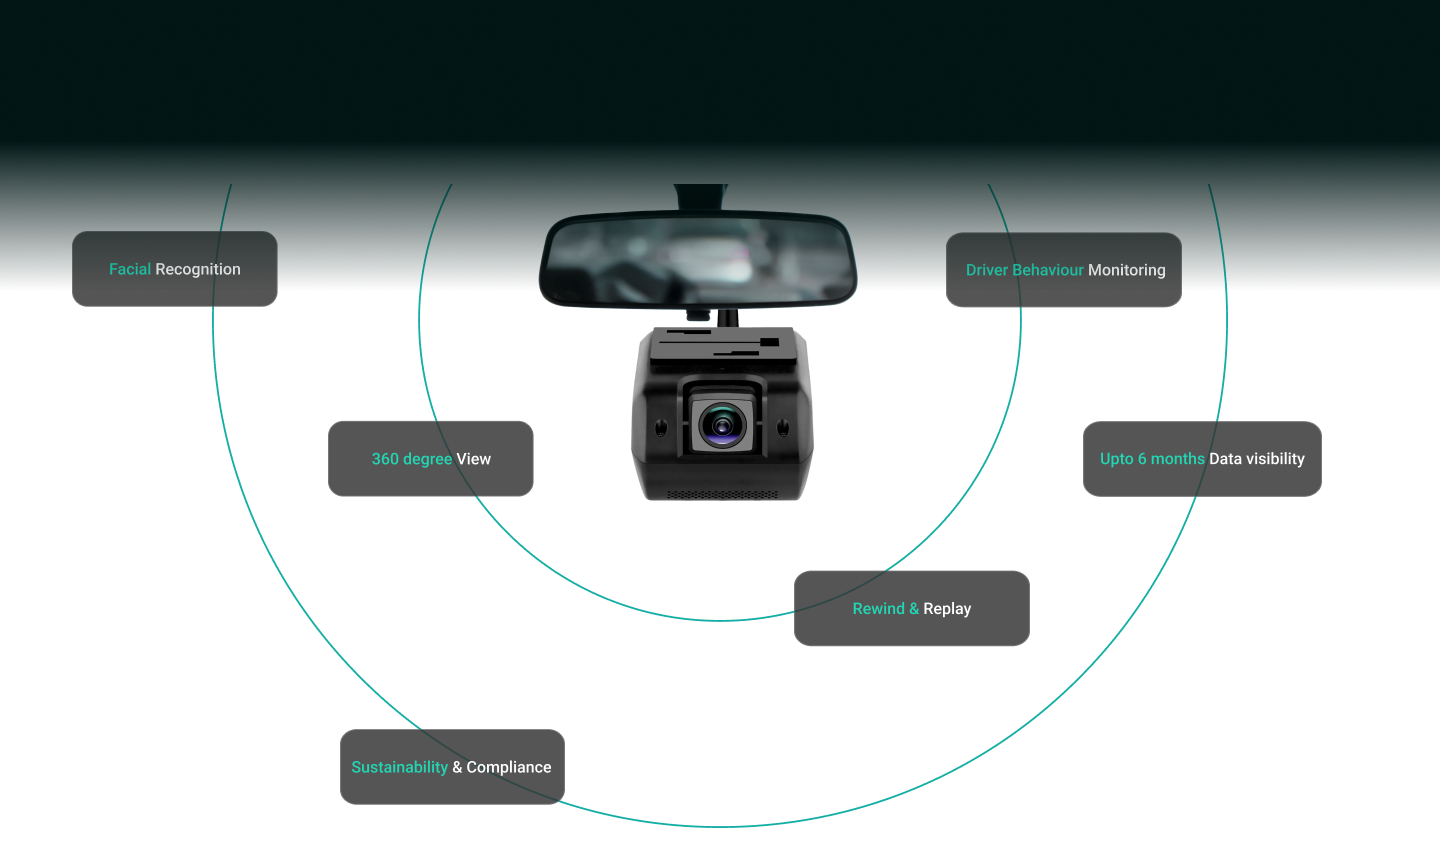 Facial Recognition
Driver Behaviour Monitoring
360 degree View
Upto 6 months Data visibility
Rewind & Replay
Sustainability & Compliance